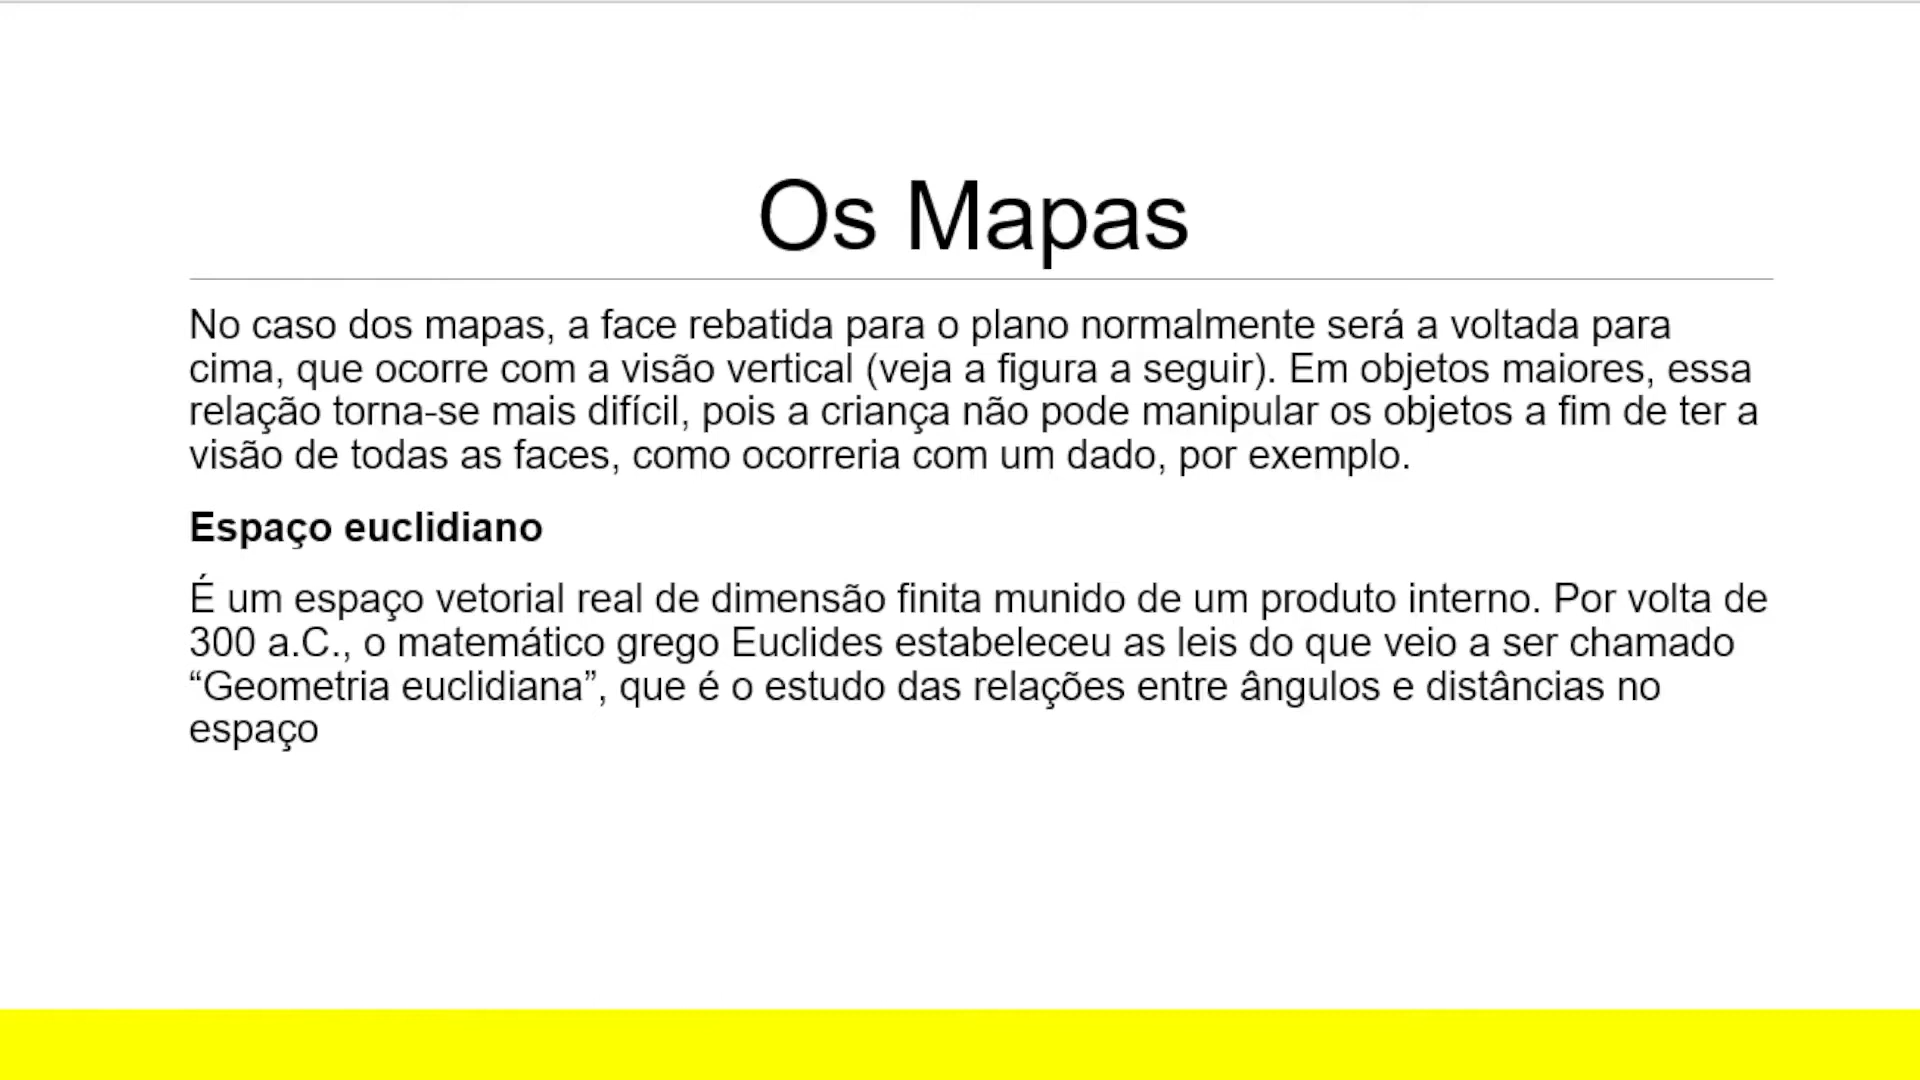 Os Mapas
No caso dos mapas, a face rebatida para o plano normalmente será a voltada para
cima, que ocorre com a visão vertical (veja a figura a seguir). Em objetos maiores, essa
relação torna-se mais difícil, pois a criança não pode manipular os objetos a fim de ter a
visão de todas as faces, como ocorreria com um dado, por exemplo.
Espaço euclidiano
É um espaço vetorial real de dimensão finita munido de um produto interno. Por volta de
300 a.C., o matemático grego Euclides estabeleceu as leis do que veio a ser chamado
“Geometria euclidiana”, que é o estudo das relações entre ângulos e distâncias no
espaço